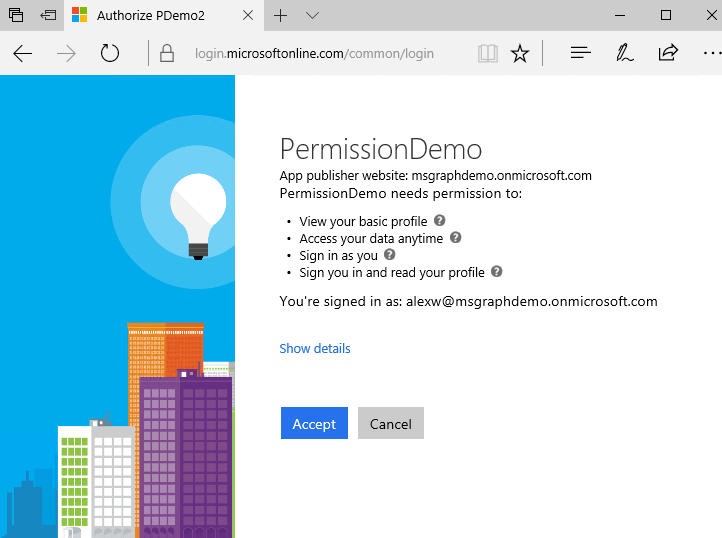 Authorize PDemo2
login.microsoftonline.com/common/login
PermissionDemo
App publisher website: msgraphdemo.onmicrosoft.com
PermissionDemo needs permission to:
• View your basic profile ?
• Access your data anytime ?
• Sign in as you ?
• Sign you in and read your profile ?
You're signed in as: alexw@msgraphdemo.onmicrosoft.com
Show details
Accept Cancel